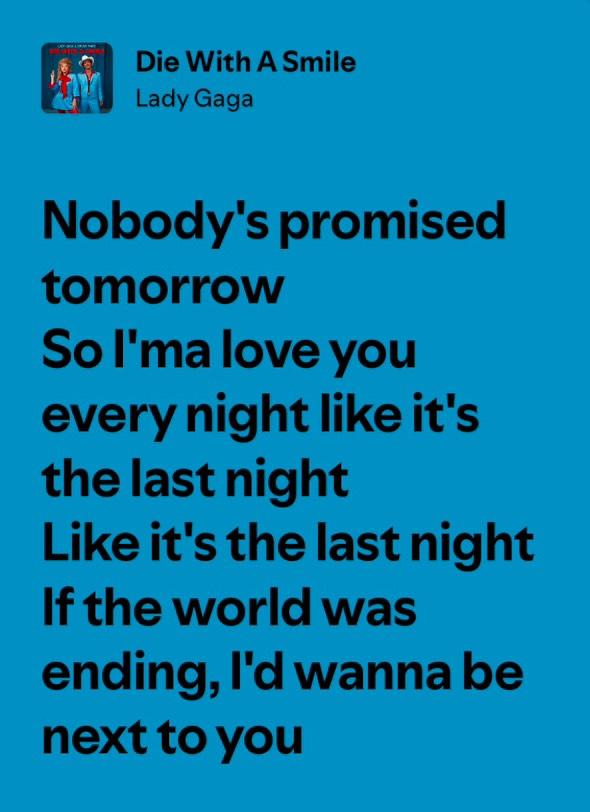 Die With A Smile
Lady Gaga
Nobody's promised
tomorrow
So I'ma love you
every night like it's
the last night
Like it's the last night
If the world was
ending, I'd wanna be
next to you